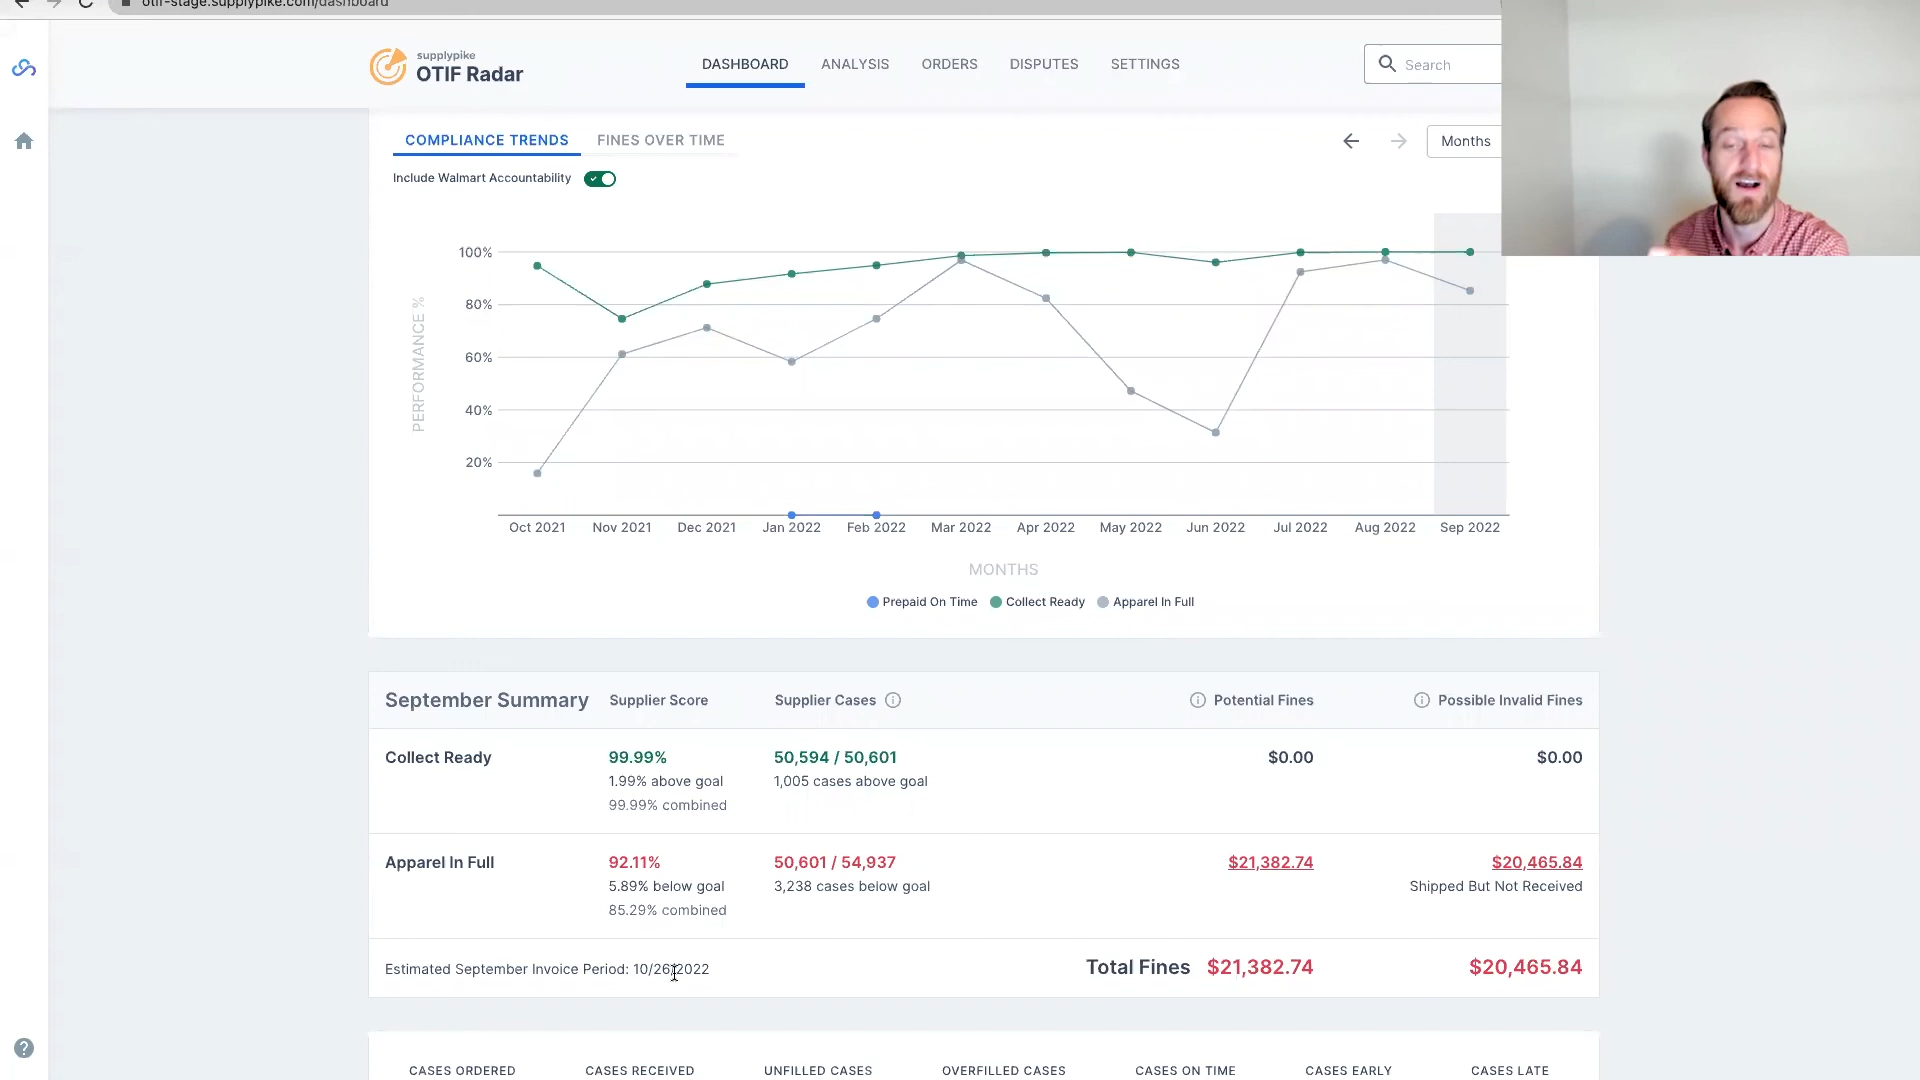 otif-stage.supplypike.com/dashboard
supplypike
OTIF Radar
DASHBOARD
ANALYSIS
ORDERS
DISPUTES
SETTINGS
Search
COMPLIANCE TRENDS
FINES OVER TIME
Months
Include Walmart Accountability
100%
80%
60%
40%
20%
PERFORMANCE %
Oct 2021
Nov 2021
Dec 2021
Jan 2022
Feb 2022
Mar 2022
Apr 2022
May 2022
Jun 2022
Jul 2022
Aug 2022
Sep 2022
MONTHS
Prepaid On Time
Collect Ready
Apparel In Full
September Summary
Supplier Score
Supplier Cases
Potential Fines
Possible Invalid Fines
Collect Ready
99.99%
50,594 / 50,601
$0.00
$0.00
1.99% above goal
1,005 cases above goal
99.99% combined
Apparel In Full
92.11%
50,601 / 54,937
$21,382.74
$20,465.84
5.89% below goal
3,238 cases below goal
Shipped But Not Received
85.29% combined
Estimated September Invoice Period: 10/26/2022
Total Fines
$21,382.74
$20,465.84
CASES ORDERED
CASES RECEIVED
UNFILLED CASES
OVERFILLED CASES
CASES ON TIME
CASES EARLY
CASES LATE